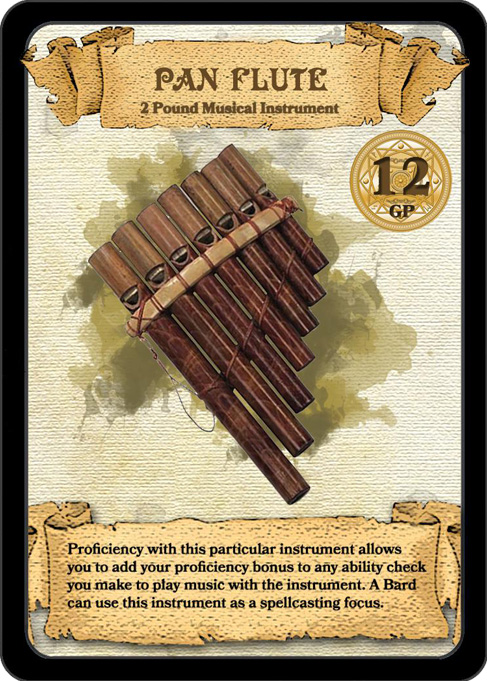 PAN FLUTE
2 Pound Musical Instrument
12
GP
Proficiency with this particular instrument allows
you to add your proficiency bonus to any ability check
you make to play music with the instrument. A Bard
can use this instrument as a spellcasting focus.